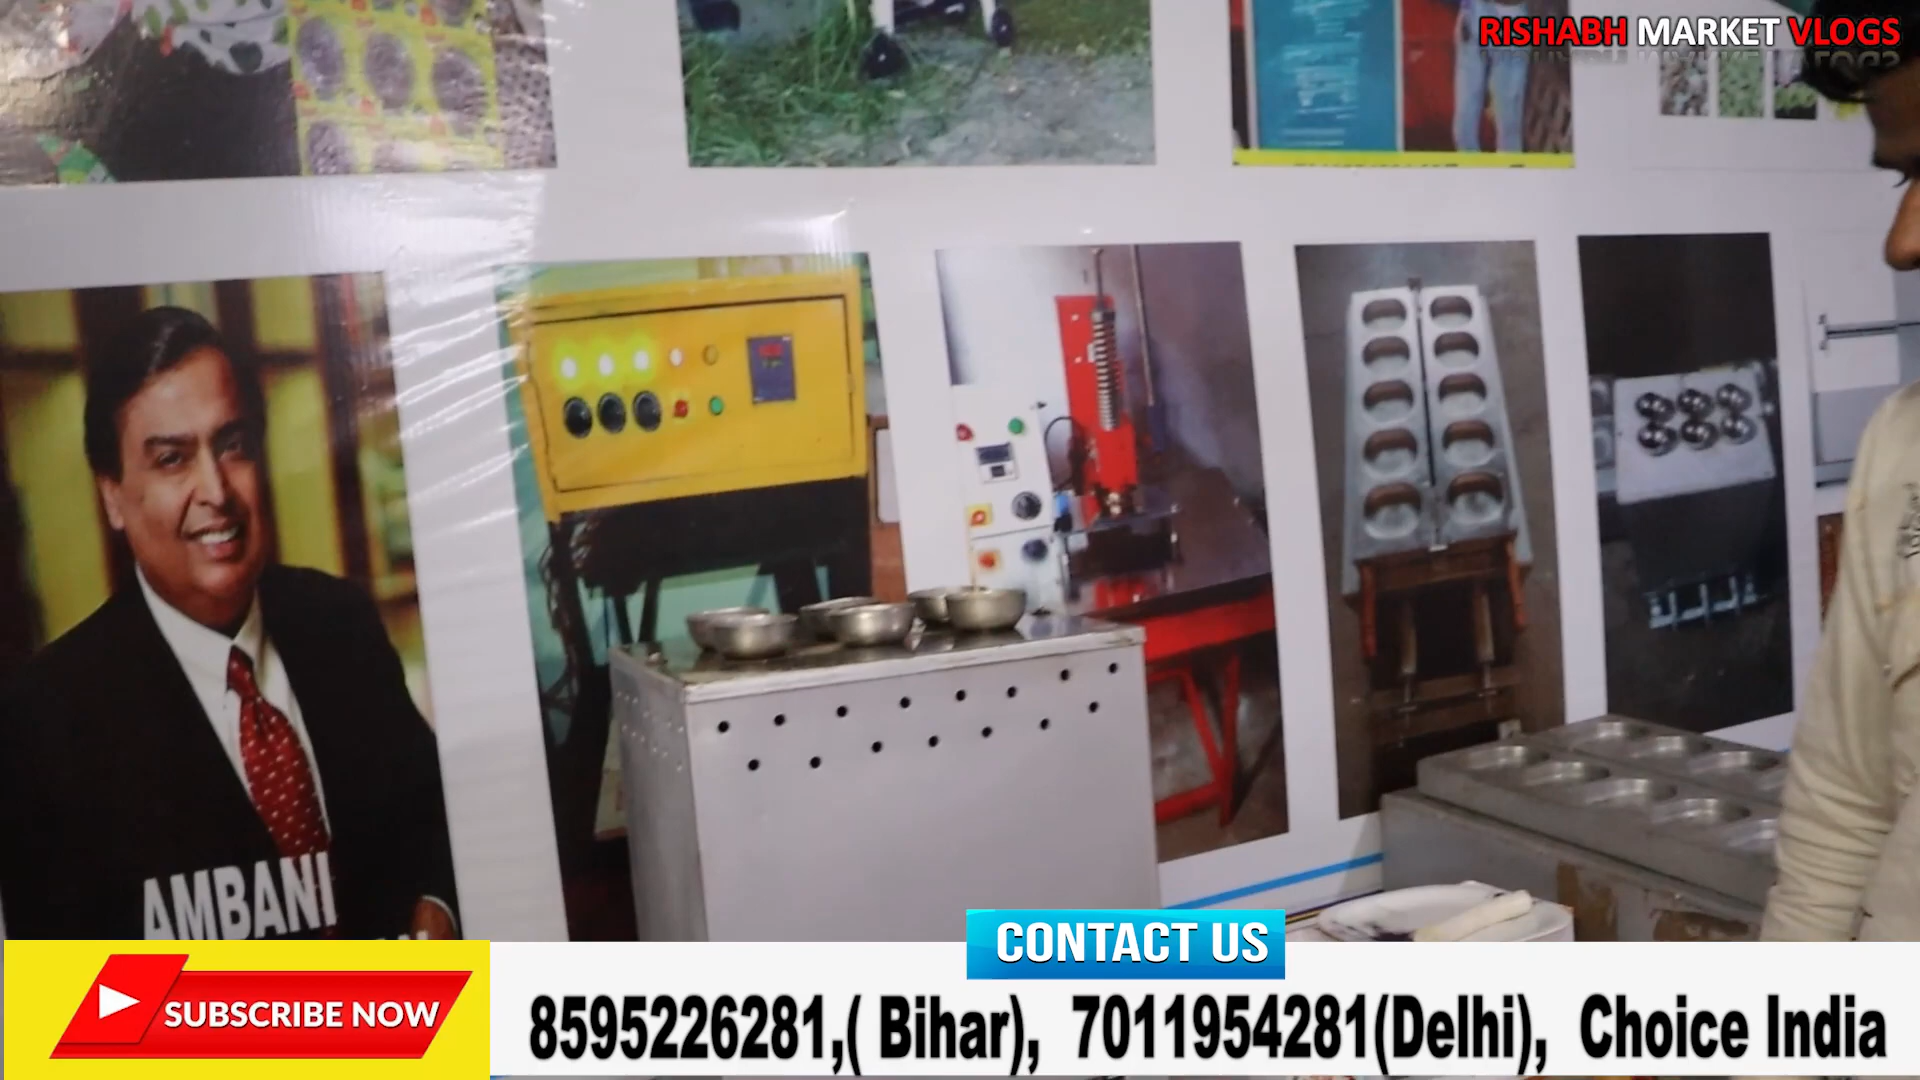 RISHABH MARKET VLOGS
AMBANI
CONTACT US
SUBSCRIBE NOW
8595226281,( Bihar), 7011954281(Delhi), Choice India